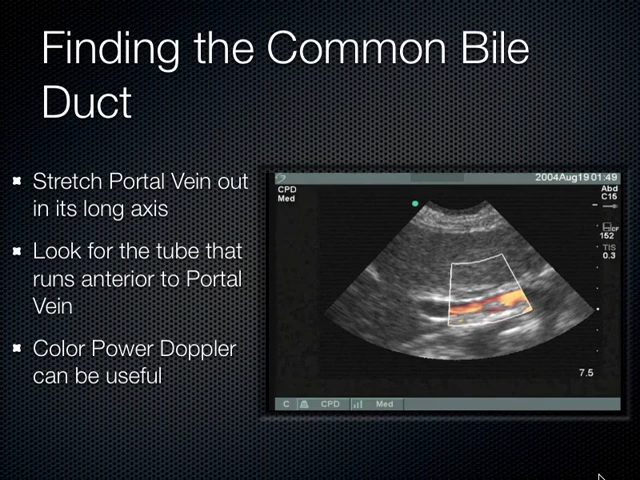 Finding the Common Bile
Duct
Stretch Portal Vein out
in its long axis
Look for the tube that
runs anterior to Portal
Vein
Color Power Doppler
can be useful
2004Aug19 01:49
CPD
Med
Abd
C15
152
TIS
0.3
7.5
C CPD Med